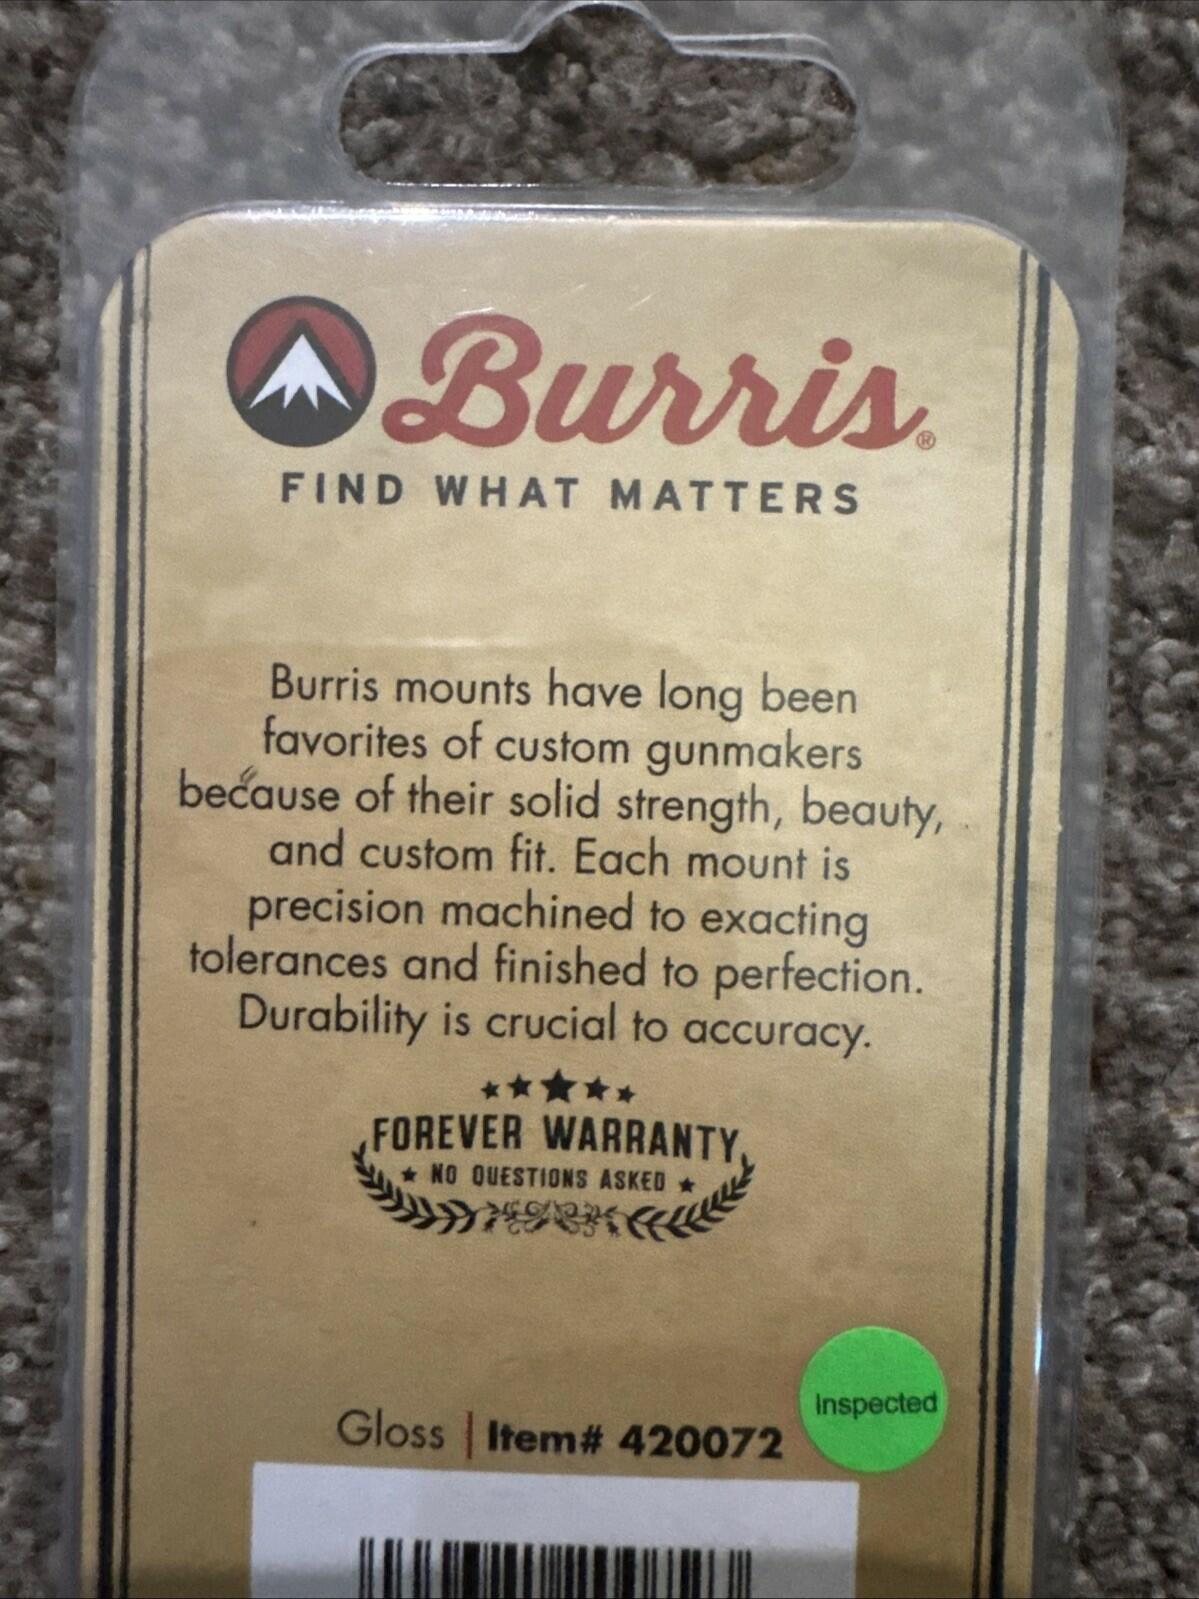 Burris®
FIND WHAT MATTERS
Burris mounts have long been
favorites of custom gunmakers
because of their solid strength, beauty,
and custom fit. Each mount is
precision machined to exacting
tolerances and finished to perfection.
Durability is crucial to accuracy.
FOREVER WARRANTY
NO QUESTIONS ASKED
Gloss | Item# 420072
Inspected